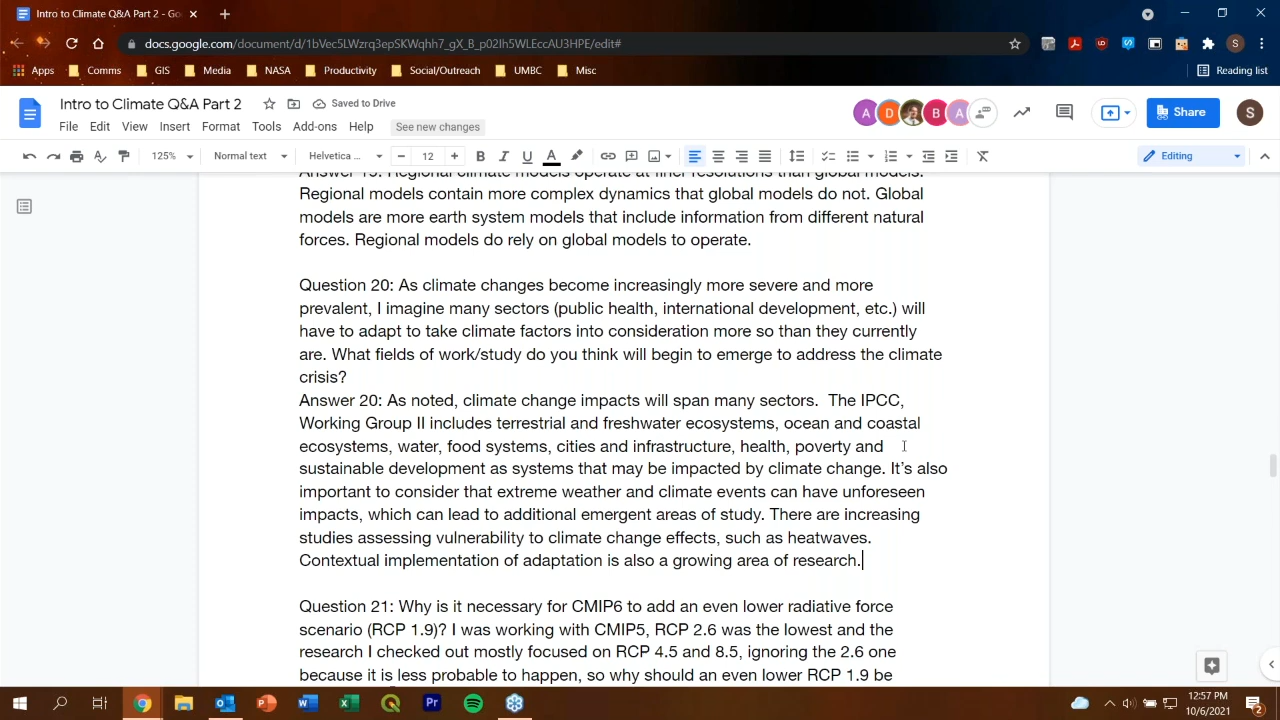 Intro to Climate Q&A Part 2 - Go
docs.google.com/document/d/1bVec5LWzrq3epSKWqhh7_gX_B_p02Ih5WLEccAU3HPE/edit#
S
Apps Comms GIS Media NASA Productivity Social/Outreach UMBC Misc Reading list
Intro to Climate Q&A Part 2 Saved to Drive
A D B A Share S
File Edit View Insert Format Tools Add-ons Help See new changes
125% Normal text Helvetica ... 12 B I U A Editing
Answer 19: Regional climate models operate at finer resolutions than global models.
Regional models contain more complex dynamics that global models do not. Global
models are more earth system models that include information from different natural
forces. Regional models do rely on global models to operate.
Question 20: As climate changes become increasingly more severe and more
prevalent, I imagine many sectors (public health, international development, etc.) will
have to adapt to take climate factors into consideration more so than they currently
are. What fields of work/study do you think will begin to emerge to address the climate
crisis?
Answer 20: As noted, climate change impacts will span many sectors.  The IPCC,
Working Group II includes terrestrial and freshwater ecosystems, ocean and coastal
ecosystems, water, food systems, cities and infrastructure, health, poverty and
sustainable development as systems that may be impacted by climate change. It's also
important to consider that extreme weather and climate events can have unforeseen
impacts, which can lead to additional emergent areas of study. There are increasing
studies assessing vulnerability to climate change effects, such as heatwaves.
Contextual implementation of adaptation is also a growing area of research.
Question 21: Why is it necessary for CMIP6 to add an even lower radiative force
scenario (RCP 1.9)? I was working with CMIP5, RCP 2.6 was the lowest and the
research I checked out mostly focused on RCP 4.5 and 8.5, ignoring the 2.6 one
because it is less probable to happen, so why should an even lower RCP 1.9 be
12:57 PM
10/6/2021
2